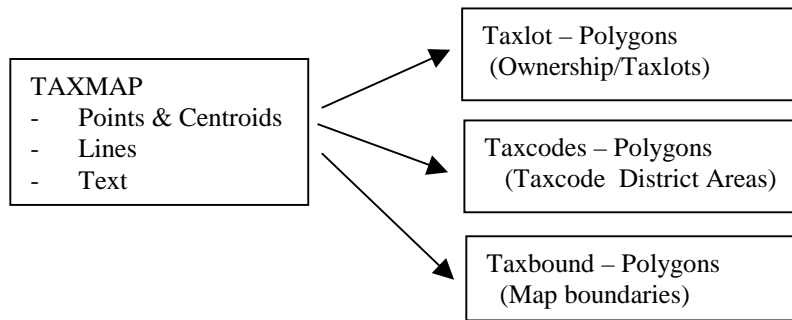 TAXMAP
- Points & Centroids
- Lines
- Text
Taxlot – Polygons
(Ownership/Taxlots)
Taxcodes – Polygons
(Taxcode District Areas)
Taxbound – Polygons
(Map boundaries)